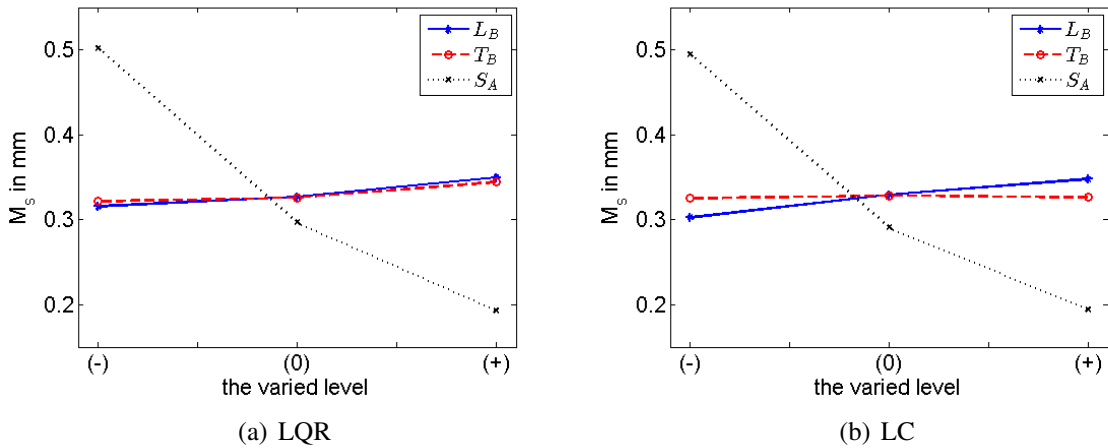 0.5
0.4
0.3
0.2
M_s in mm
L_B
T_B
S_A
(-) (0) (+)
the varied level
(a) LQR
0.5
0.4
0.3
0.2
M_s in mm
L_B
T_B
S_A
(-) (0) (+)
the varied level
(b) LC